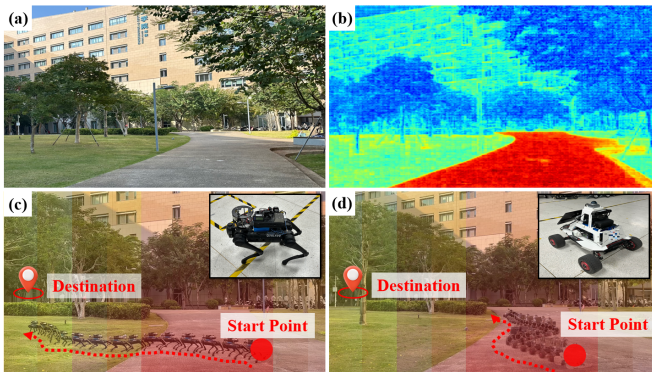 (a)
(b)
(c)
Destination
Start Point
(d)
Destination
Start Point